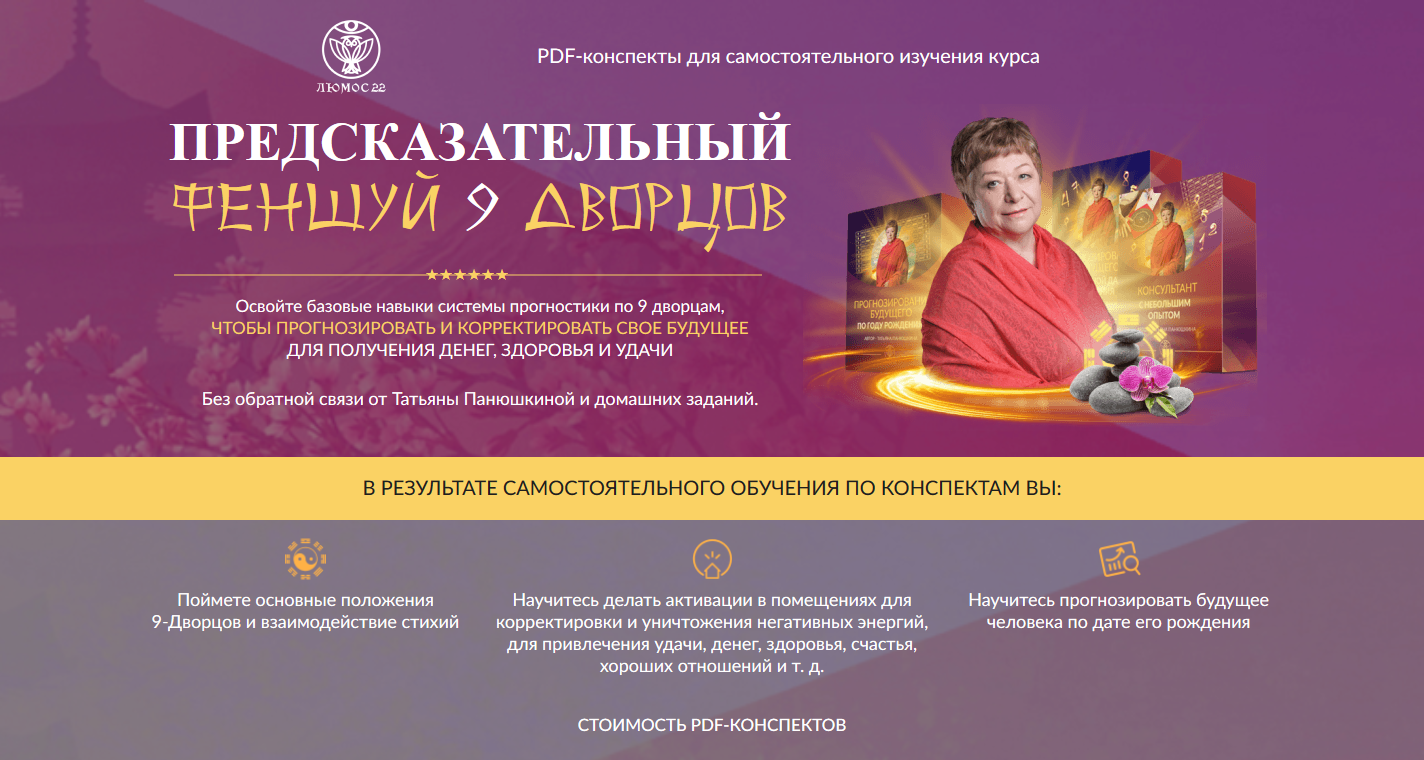 ЛЮМОС 22
PDF-конспекты для самостоятельного изучения курса
ПРЕДСКАЗАТЕЛЬНЫЙ
ФЕНШУЙ 9 ДВОРЦОВ
Освойте базовые навыки системы прогностики по 9 дворцам,
ЧТОБЫ ПРОГНОЗИРОВАТЬ И КОРРЕКТИРОВАТЬ СВОЕ БУДУЩЕЕ
ДЛЯ ПОЛУЧЕНИЯ ДЕНЕГ, ЗДОРОВЬЯ И УДАЧИ
Без обратной связи от Татьяны Панюшкиной и домашних заданий.
БУДУЩЕГО
ПО ГОДУ РОЖДЕНИ
КОНСУЛЬТАНТ
С НЕБОЛЬШИМ
ОПЫТОМ
В РЕЗУЛЬТАТЕ САМОСТОЯТЕЛЬНОГО ОБУЧЕНИЯ ПО КОНСПЕКТАМ ВЫ:
Поймете основные положения
9-Дворцов и взаимодействие стихий
Научитесь делать активации в помещениях для
корректировки и уничтожения негативных энергий,
для привлечения удачи, денег, здоровья, счастья,
хороших отношений и т. д.
Научитесь прогнозировать будущее
человека по дате его рождения
СТОИМОСТЬ PDF-КОНСПЕКТОВ